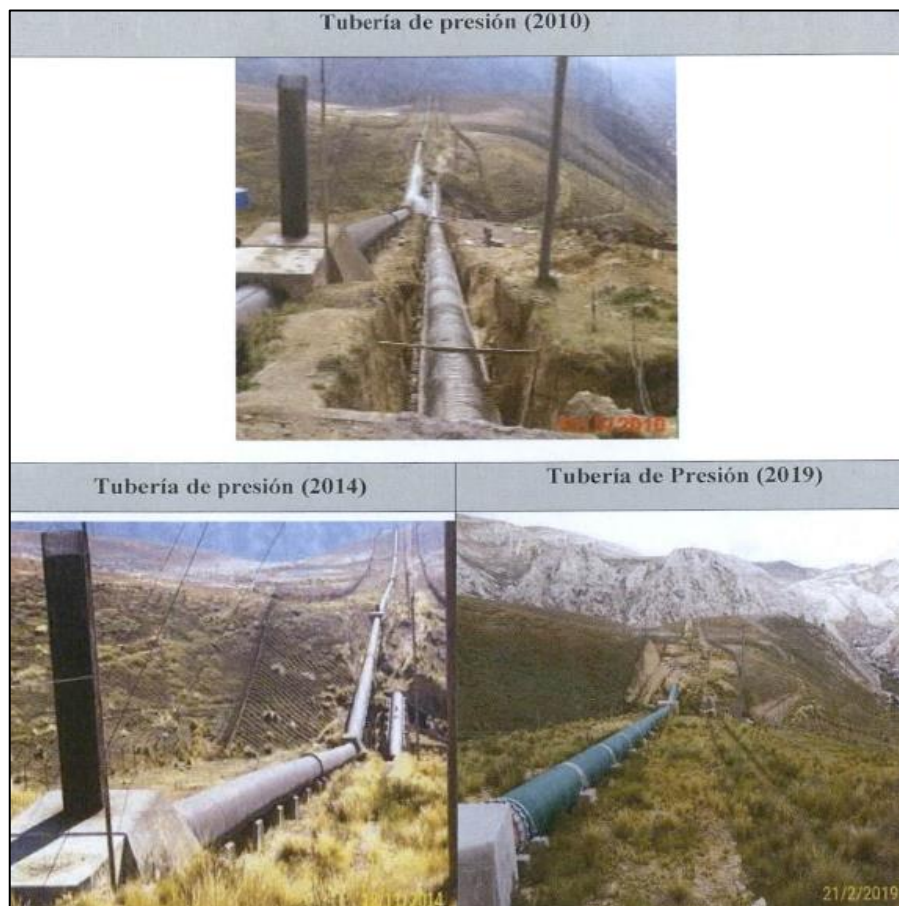 Tubería de presión (2010)
Tubería de presión (2014)
Tubería de Presión (2019)
21/2/2019